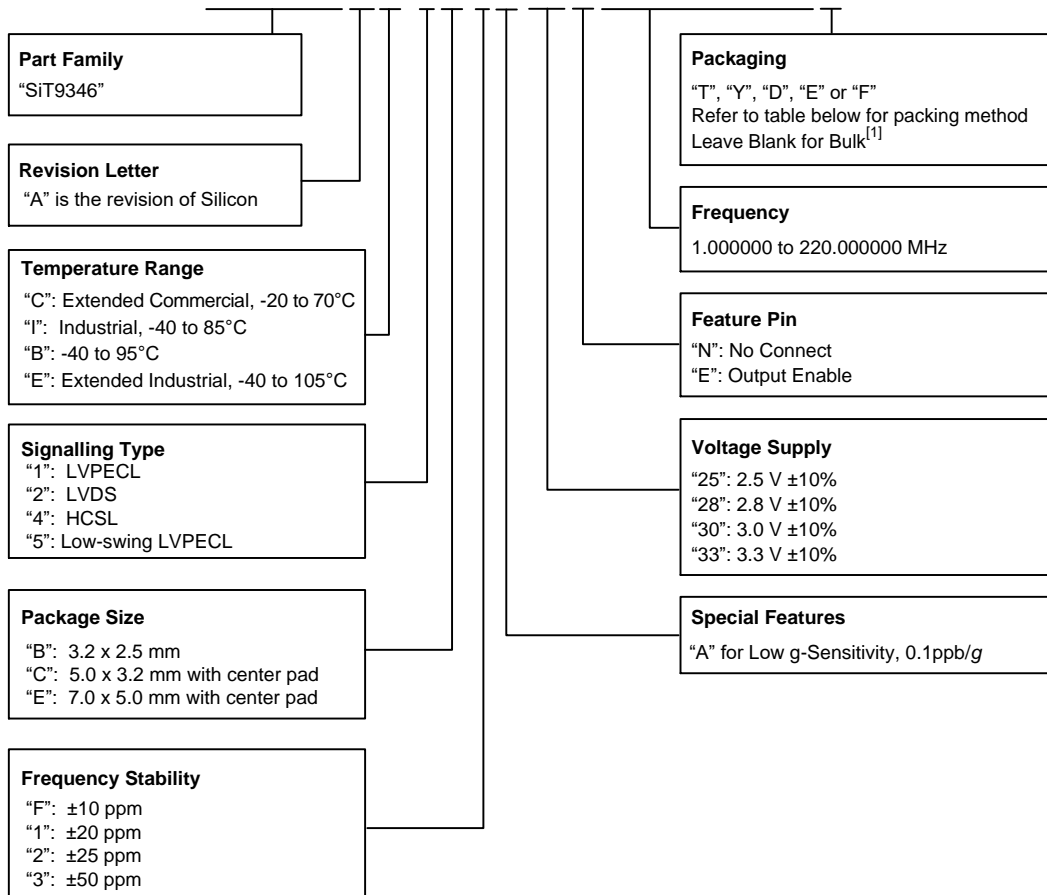 Part Family
“SiT9346”
Revision Letter
“A” is the revision of Silicon
Temperature Range
“C”: Extended Commercial, -20 to 70°C
“I”: Industrial, -40 to 85°C
“B”: -40 to 95°C
“E”: Extended Industrial, -40 to 105°C
Signalling Type
“1”: LVPECL
“2”: LVDS
“4”: HCSL
“5”: Low-swing LVPECL
Package Size
“B”: 3.2 x 2.5 mm
“C”: 5.0 x 3.2 mm with center pad
“E”: 7.0 x 5.0 mm with center pad
Frequency Stability
“F”: ±10 ppm
“1”: ±20 ppm
“2”: ±25 ppm
“3”: ±50 ppm
Packaging
“T”, “Y”, “D”, “E” or “F”
Refer to table below for packing method
Leave Blank for Bulk[1]
Frequency
1.000000 to 220.000000 MHz
Feature Pin
“N”: No Connect
“E”: Output Enable
Voltage Supply
“25”: 2.5 V ±10%
“28”: 2.8 V ±10%
“30”: 3.0 V ±10%
“33”: 3.3 V ±10%
Special Features
“A” for Low g-Sensitivity, 0.1ppb/g